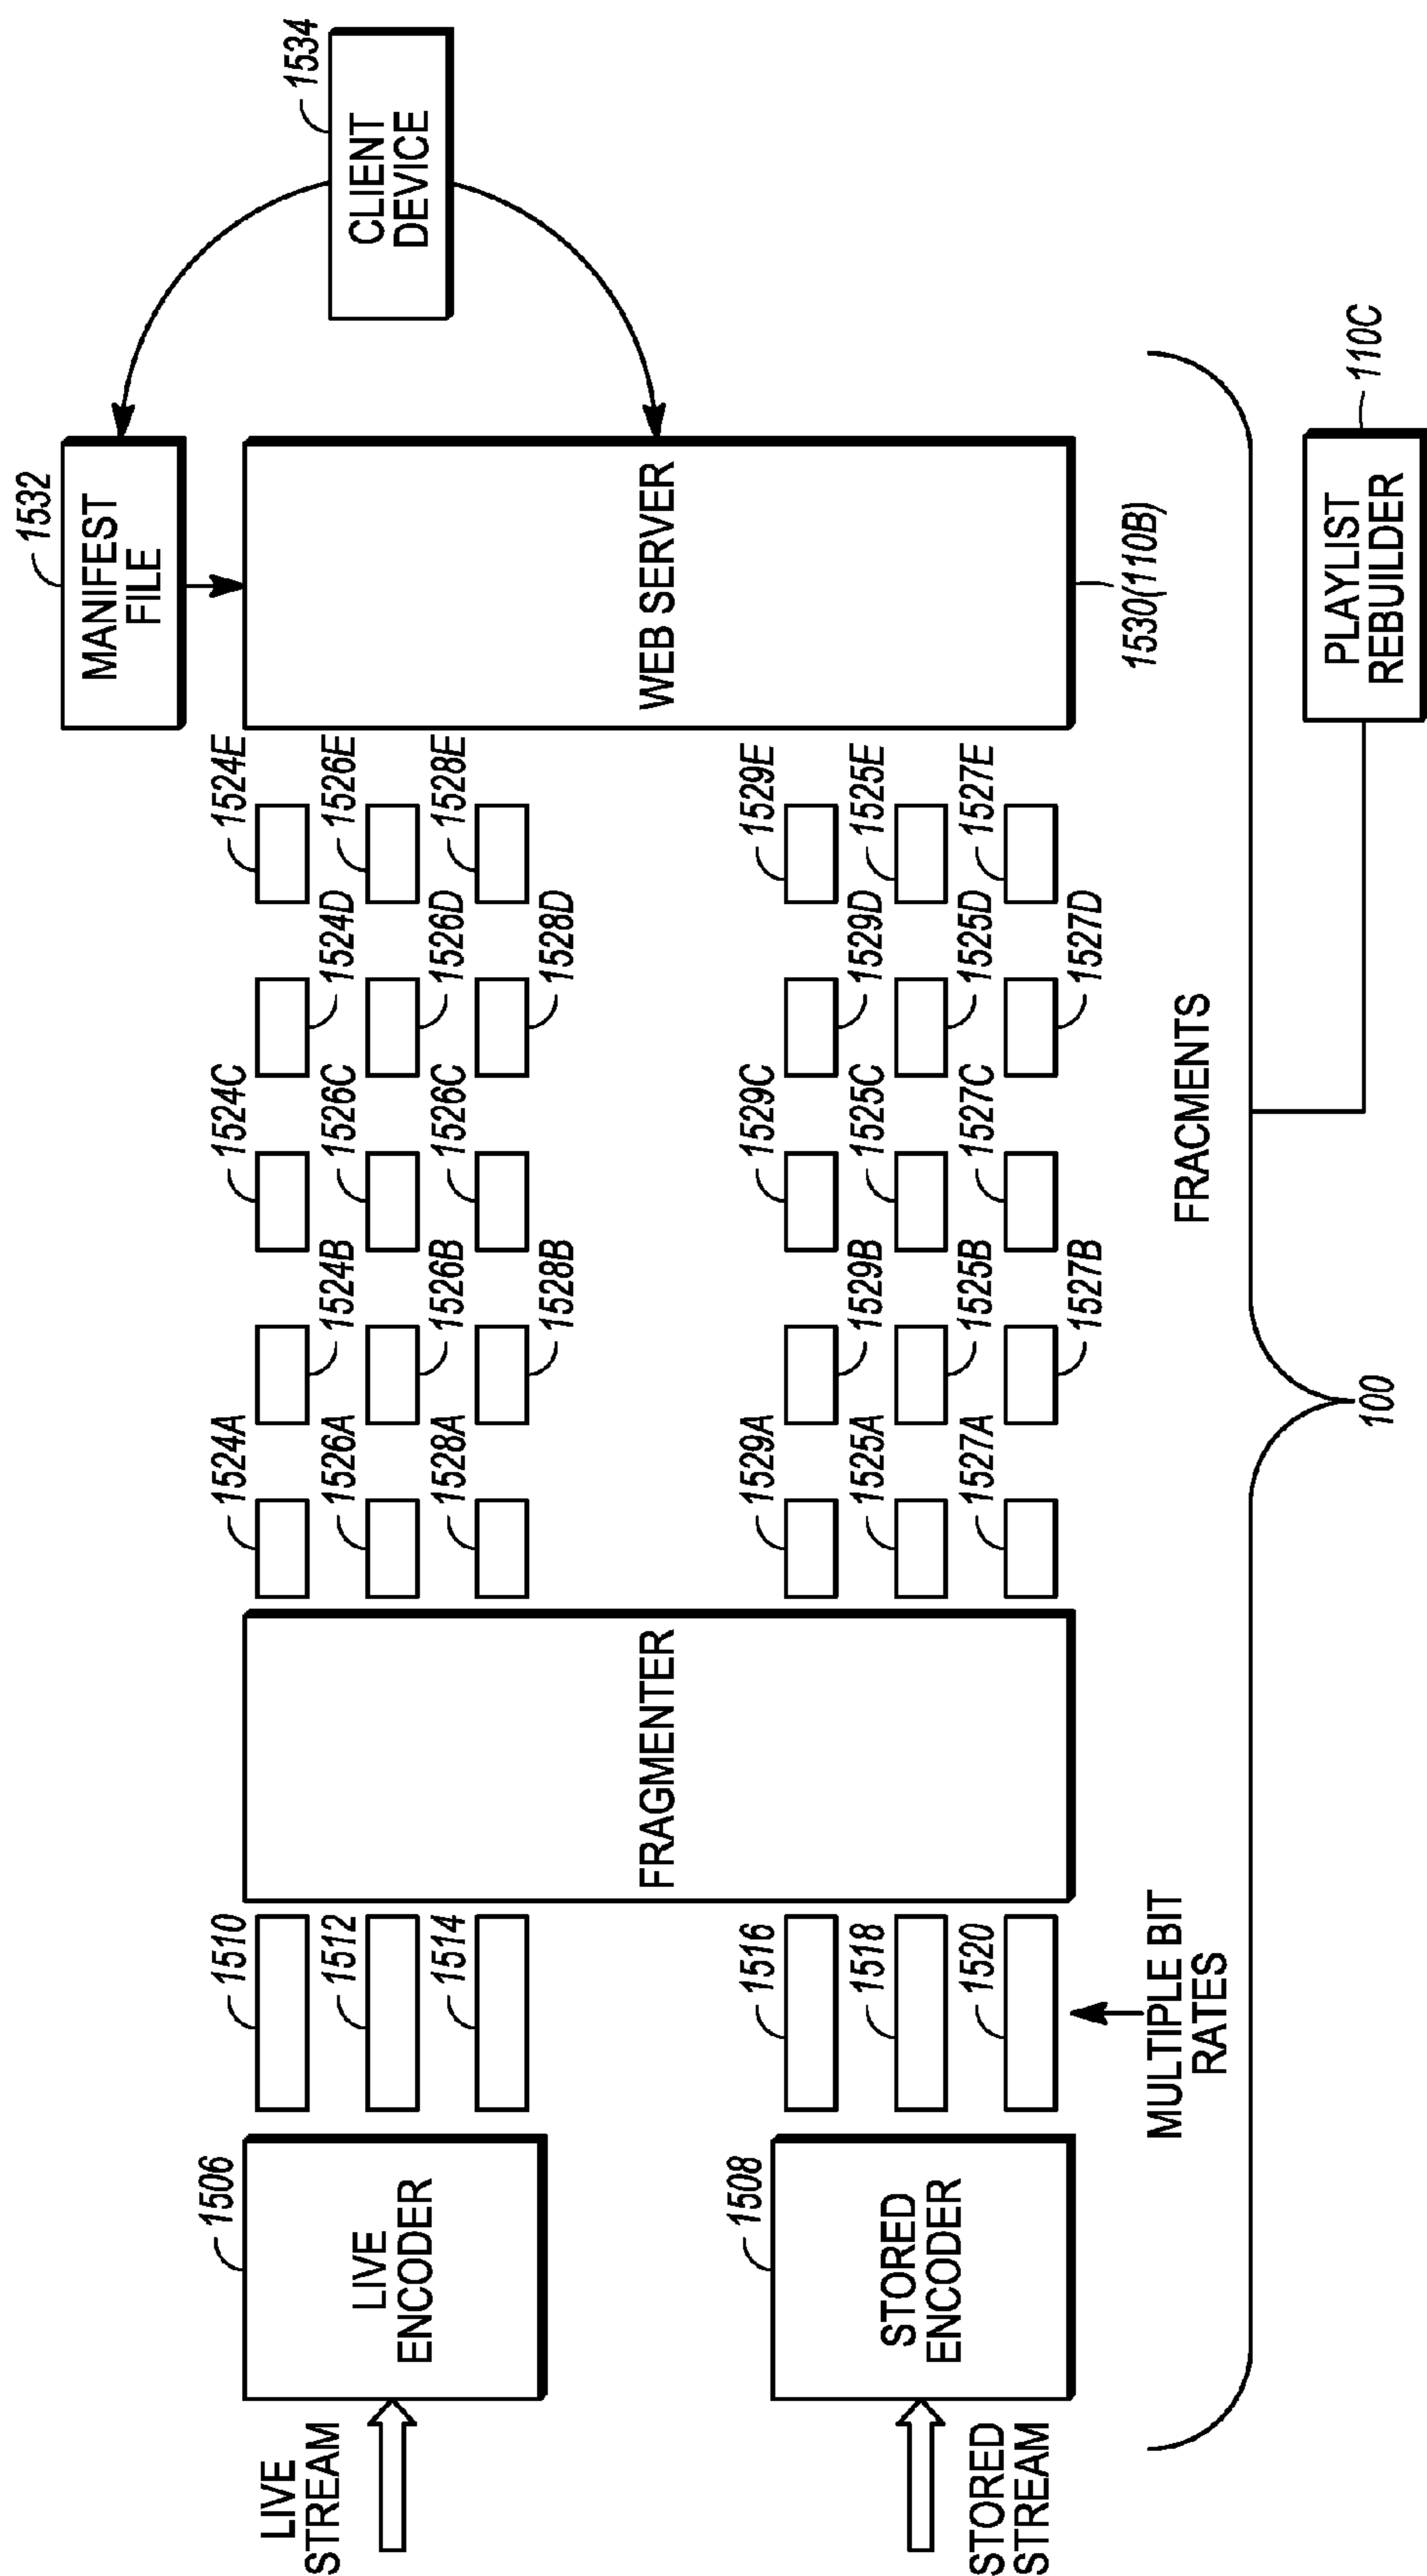 LIVE
STREAM
1506
LIVE
ENCODER
1510
1512
1514
STORED
STREAM
1508
STORED
ENCODER
1516
1518
1520
MULTIPLE BIT
RATES
FRAGMENTER
1524A
1524B
1524C
1524D
1524E
1526A
1526B
1526C
1526D
1526E
1528A
1528B
1526C
1528D
1528E
1529A
1529B
1529C
1529D
1529E
1525A
1525B
1525C
1525D
1525E
1527A
1527B
1527C
1527D
1527E
FRACMENTS
1532
MANIFEST
FILE
WEB SERVER
1530(110B)
1534
CLIENT
DEVICE
100
PLAYLIST
REBUILDER
110C